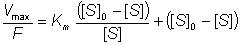 V_max / F = K_m ([S]_0 − [S]) / [S] + ([S]_0 − [S])